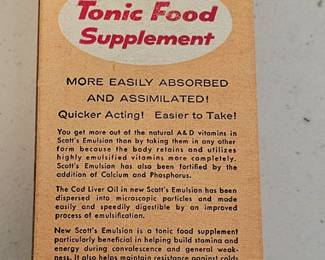 Tonic Food
Supplement
MORE EASILY ABSORBED
AND ASSIMILATED!
Quicker Acting! Easier to Take!
You get more out of the natural A&D vitamins in
Scott's Emulsion than by taking them in any other
form because the body retains and utilizes
highly emulsified vitamins more completely.
Scott's Emulsion has also been fortified by the
addition of Calcium and Phosphorus.
The Cod Liver Oil in new Scott's Emulsion has been
dispersed into microscopic particles and made
easily and speedily digestible by an improved
process of emulsification.
New Scott's Emulsion is a tonic food supplement
particularly beneficial in helping build stamina and
energy during convalescence and general weak-
ness. It also helps maintain resistance against colds